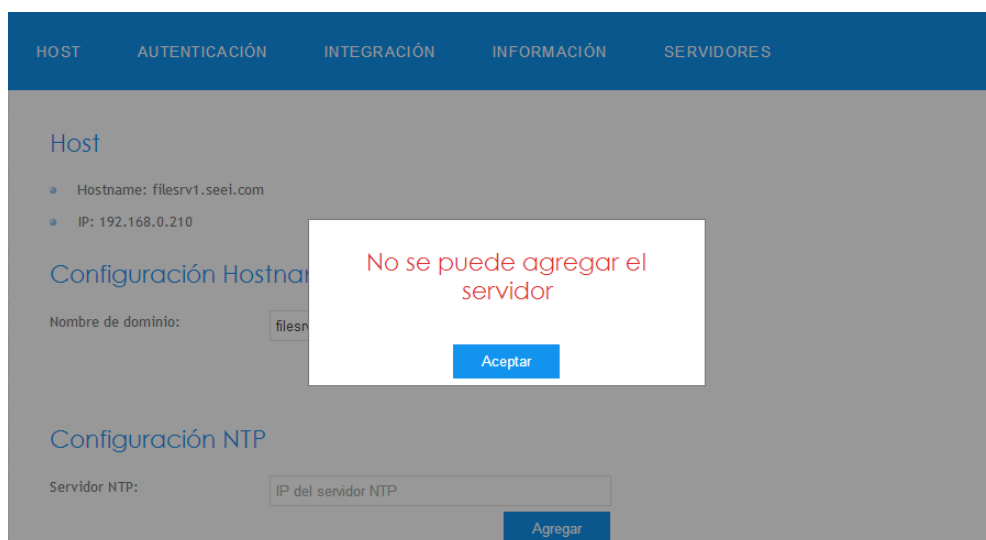 HOST AUTENTICACIÓN INTEGRACIÓN INFORMACIÓN SERVIDORES
Host
Hostname: filesrv1.seei.com
IP: 192.168.0.210
No se puede agregar el
servidor
Aceptar
Configuración Hostna
Nombre de dominio: filesr
Configuración NTP
Servidor NTP: IP del servidor NTP
Agregar